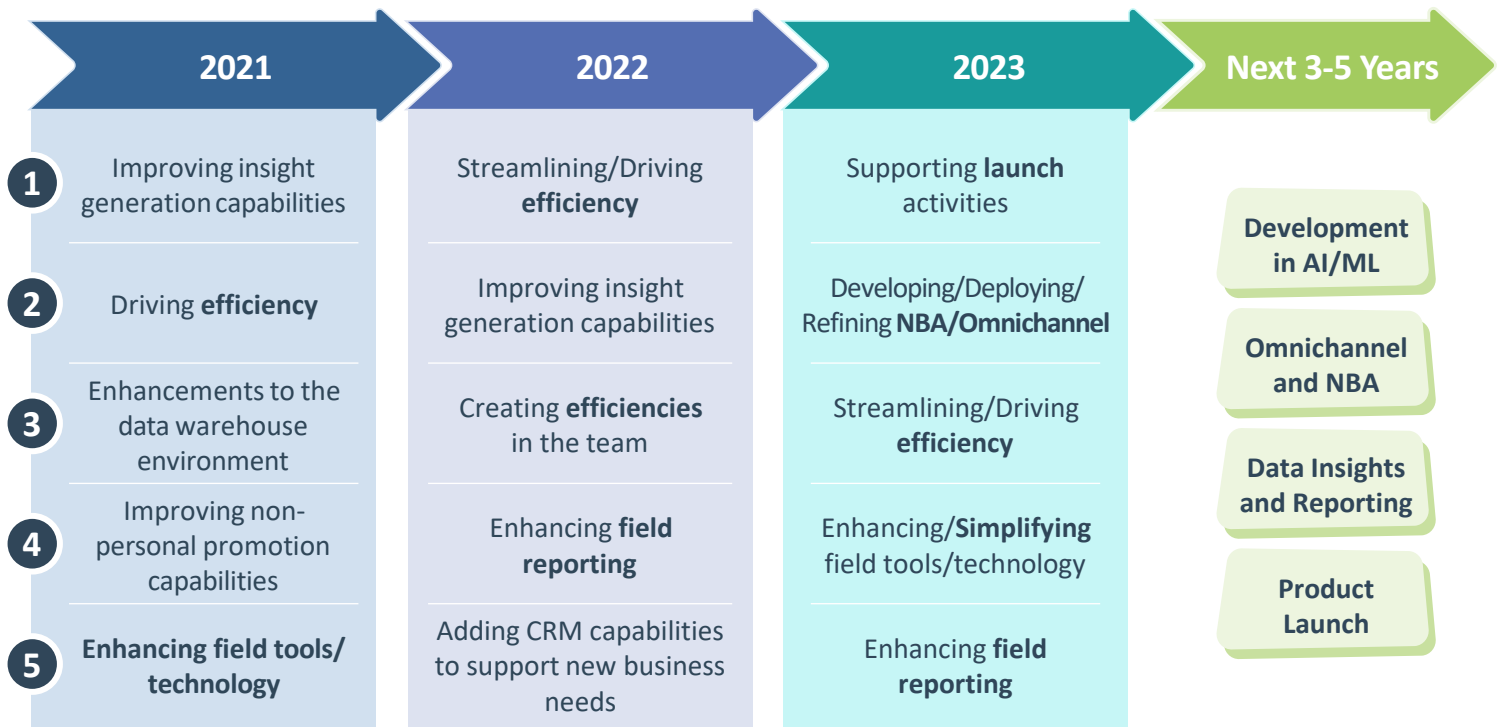 2021
2022
2023
Next 3-5 Years
1
Improving insight
generation capabilities
Streamlining/Driving
efficiency
Supporting launch
activities
2
Driving efficiency
Improving insight
generation capabilities
Developing/Deploying/
Refining NBA/Omnichannel
3
Enhancements to the
data warehouse
environment
Creating efficiencies
in the team
Streamlining/Driving
efficiency
4
Improving non-
personal promotion
capabilities
Enhancing field
reporting
Enhancing/Simplifying
field tools/technology
5
Enhancing field tools/
technology
Adding CRM capabilities
to support new business
needs
Enhancing field
reporting
Development
in AI/ML
Omnichannel
and NBA
Data Insights
and Reporting
Product
Launch